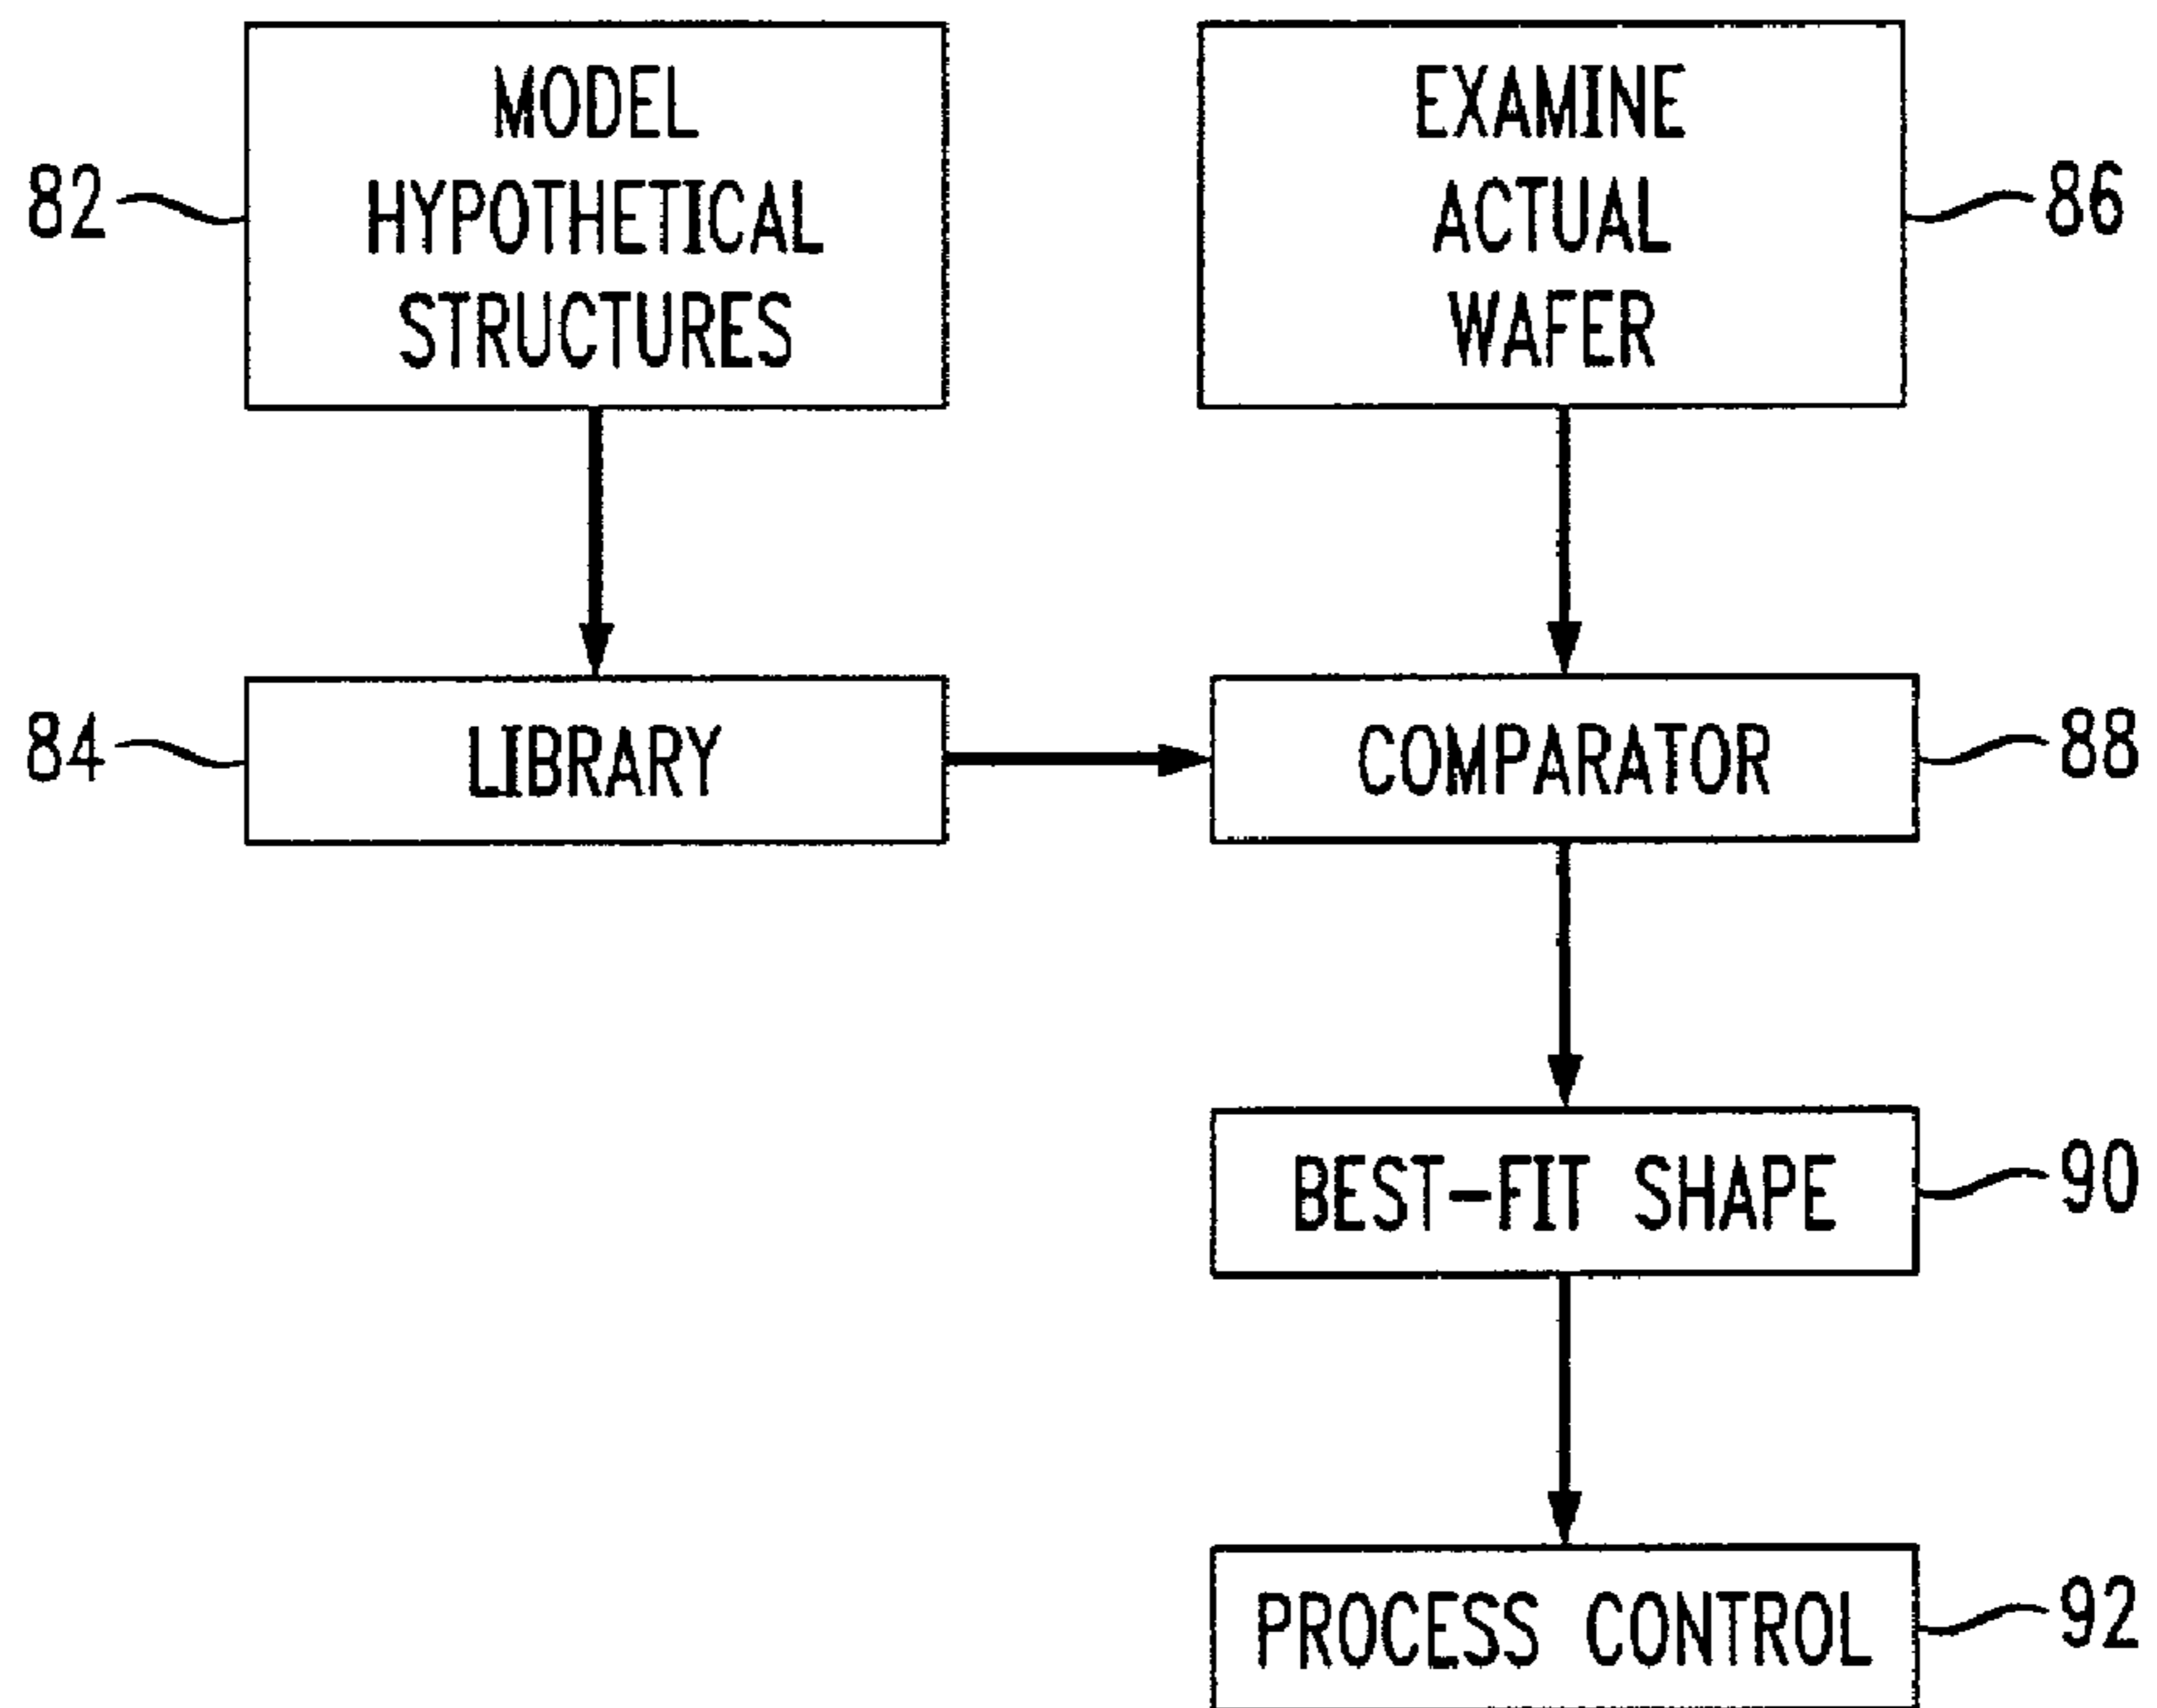 82
MODEL
HYPOTHETICAL
STRUCTURES
EXAMINE
ACTUAL
WAFER
86
84
LIBRARY
COMPARATOR
88
BEST-FIT SHAPE
90
PROCESS CONTROL
92